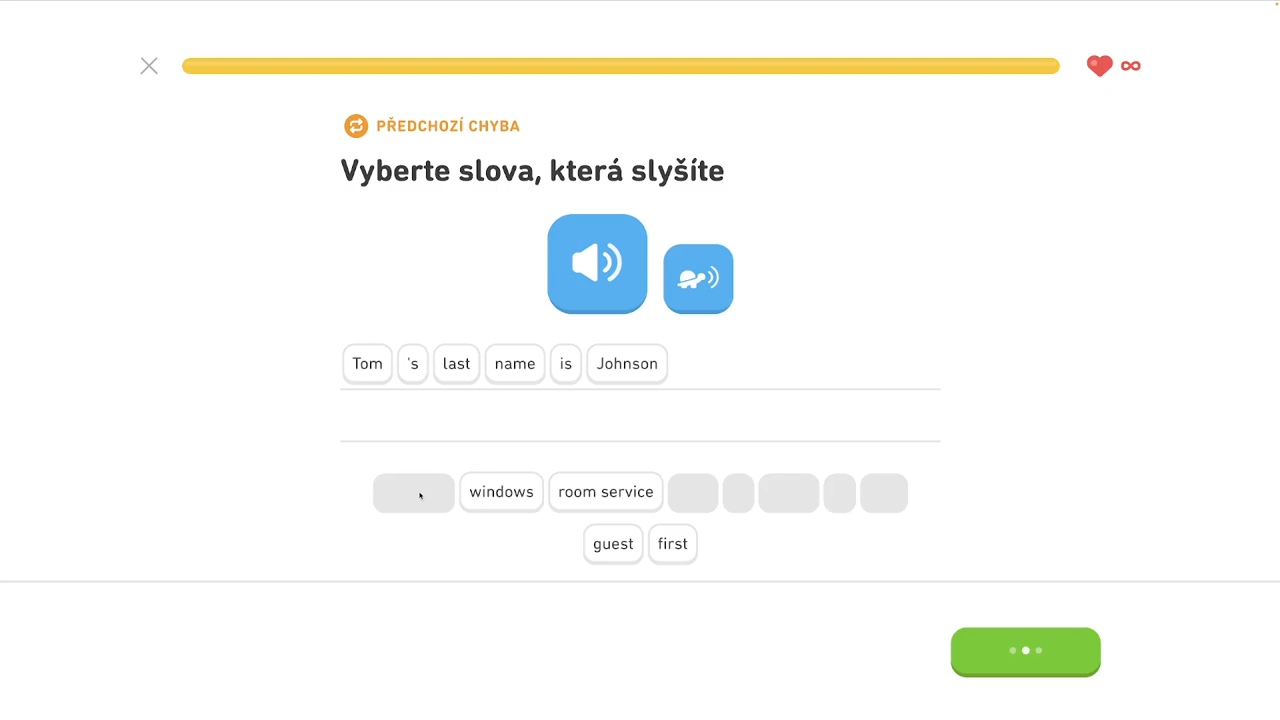 PŘEDCHOZÍ CHYBA
Vyberte slova, která slyšíte
Tom 's last name is Johnson
windows room service
guest first